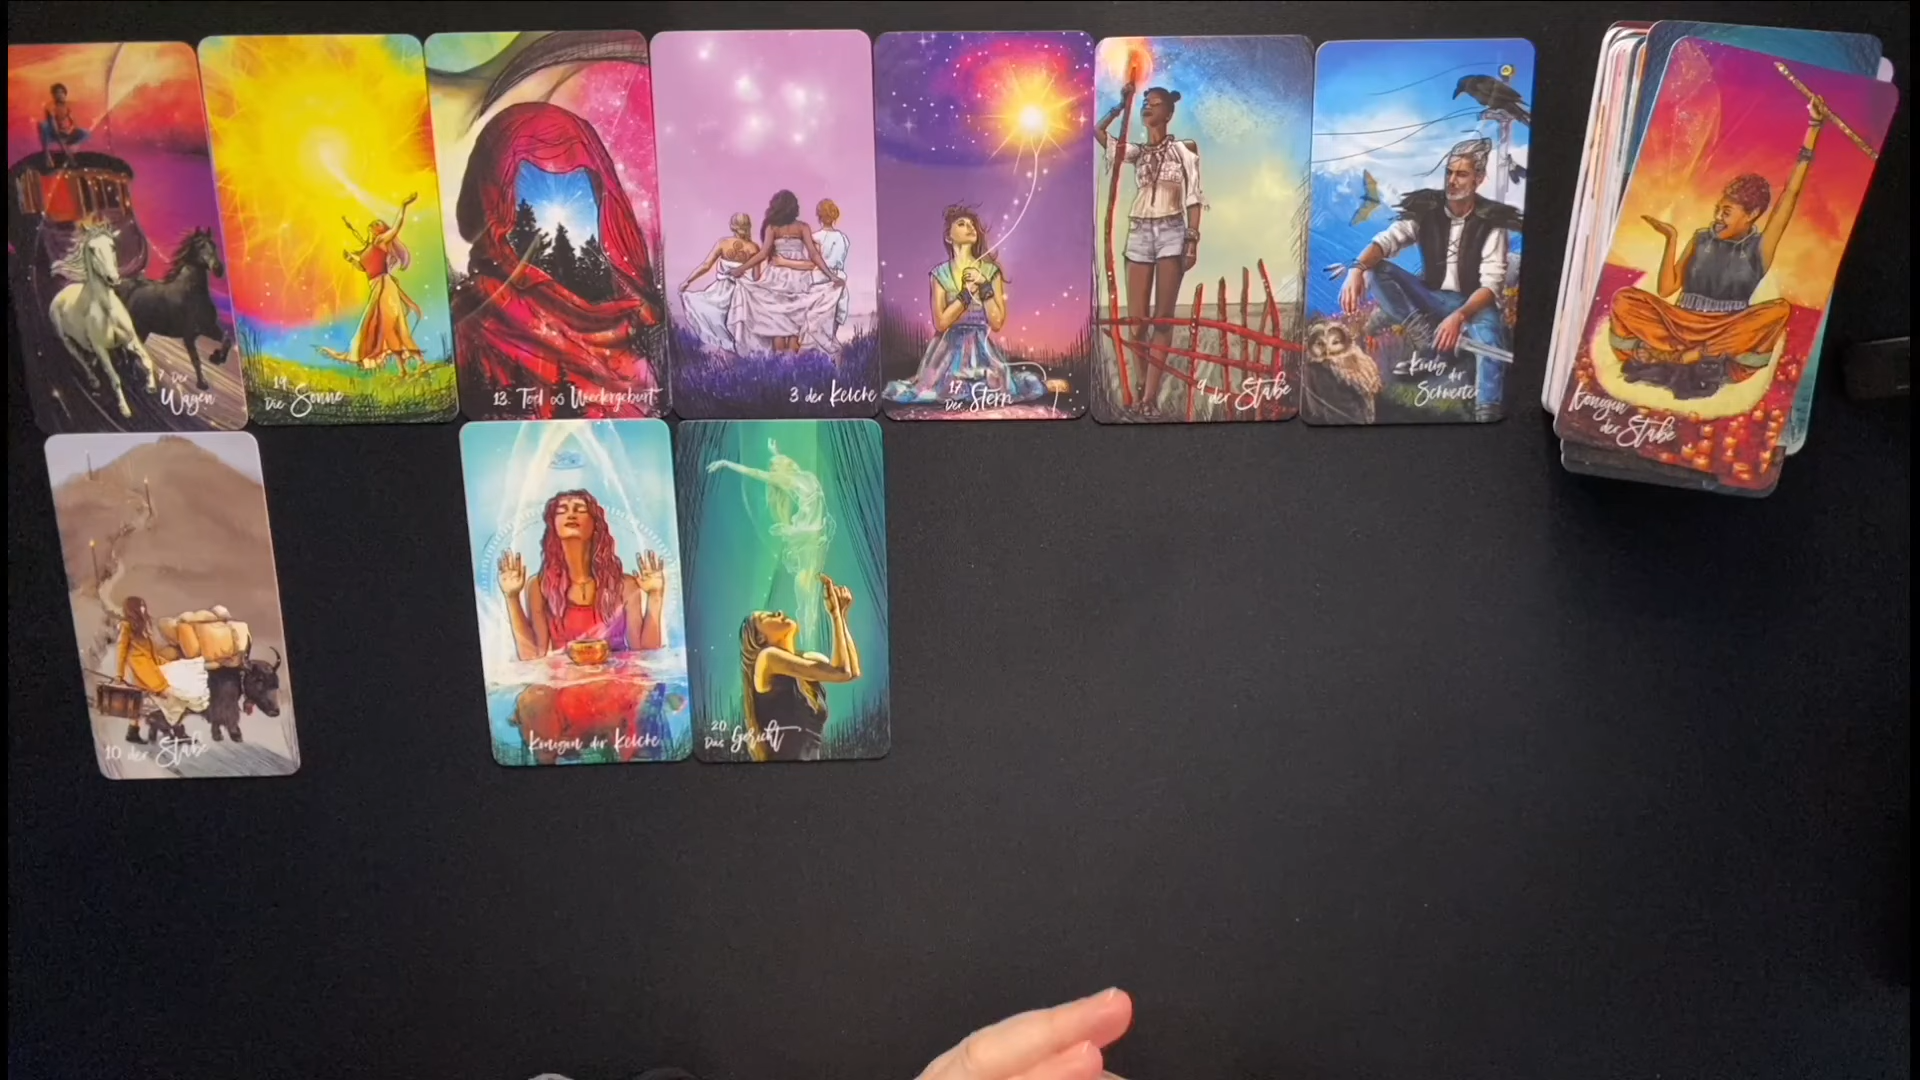 7. Der
Wagen
19.
Die Sonne
13. Tod & Wiedergeburt
3 der Kelche
17.
Der Stern
9 der Stäbe
König
der
Schwerter
Königin
der Stäbe
10 der Stäbe
Königin der Kelche
20.
Das Gericht